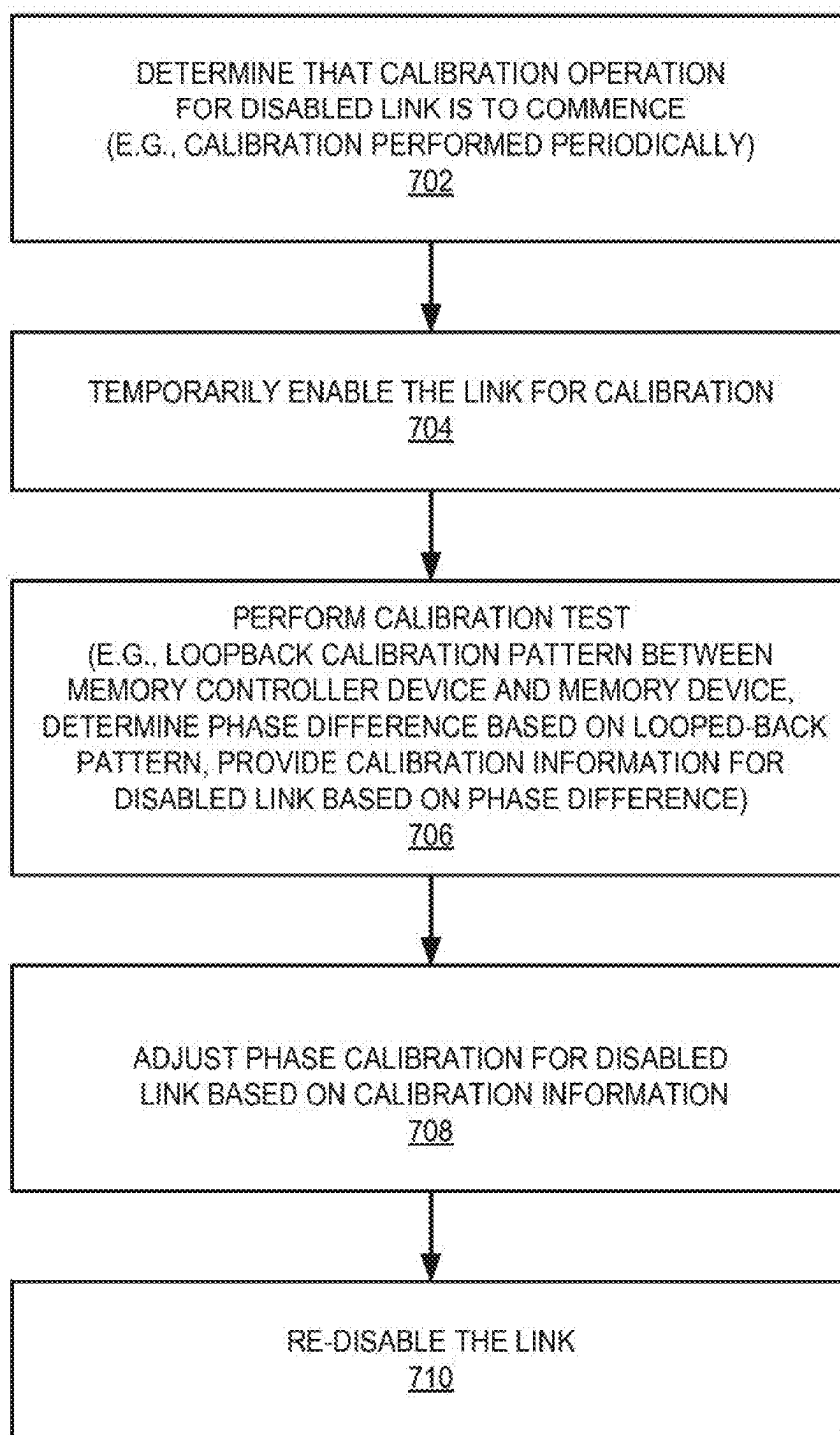 DETERMINE THAT CALIBRATION OPERATION
FOR DISABLED LINK IS TO COMMENCE
(E.G., CALIBRATION PERFORMED PERIODICALLY)
702
TEMPORARILY ENABLE THE LINK FOR CALIBRATION
704
PERFORM CALIBRATION TEST
(E.G., LOOPBACK CALIBRATION PATTERN BETWEEN
MEMORY CONTROLLER DEVICE AND MEMORY DEVICE,
DETERMINE PHASE DIFFERENCE BASED ON LOOPED-BACK
PATTERN, PROVIDE CALIBRATION INFORMATION FOR
DISABLED LINK BASED ON PHASE DIFFERENCE)
706
ADJUST PHASE CALIBRATION FOR DISABLED
LINK BASED ON CALIBRATION INFORMATION
708
RE-DISABLE THE LINK
710